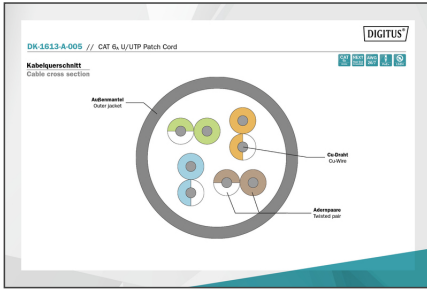 DIGITUS®
DK-1613-A-005 // CAT 6A U/UTP Patch Cord
Kabelquerschnitt
Cable cross section
Außenmantel
Outer jacket
Cu-Draht
Cu-Wire
Aderspaare
Twisted pair